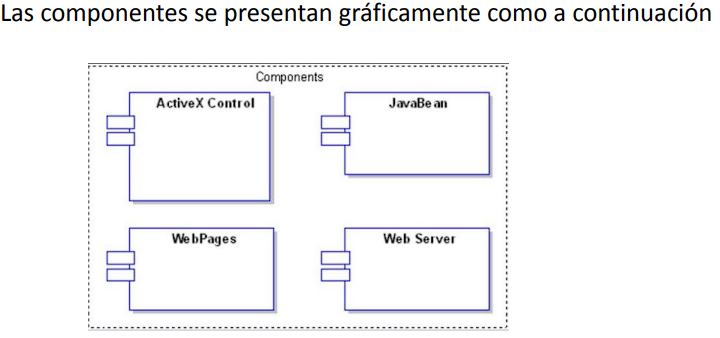 Las componentes se presentan gráficamente como a continuación
Components
ActiveX Control
JavaBean
WebPages
Web Server